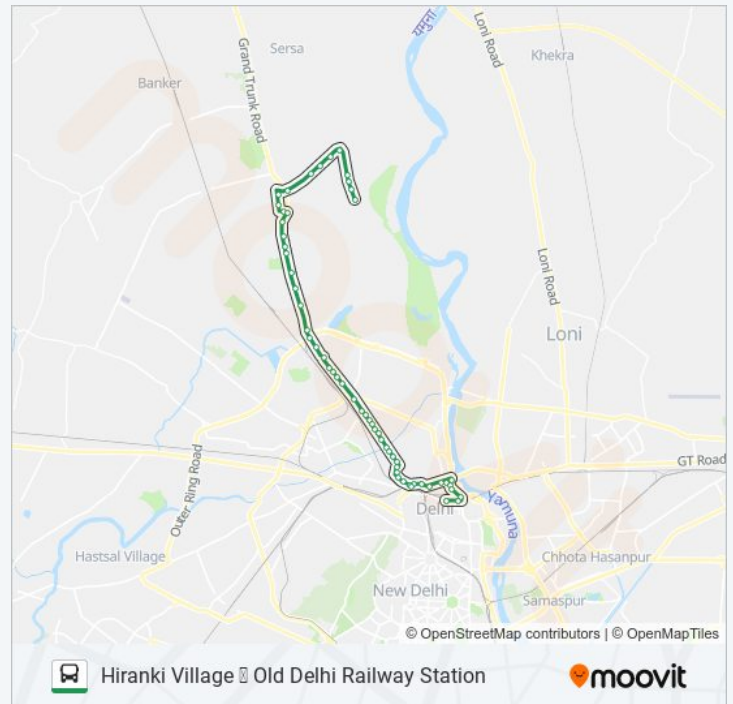 यमुना
Loni Road
Sersa
Grand Trunk Road
Khekra
Banker
Loni Road
Loni
GT Road
Outer Ring Road
Delhi
Yamuna
Hastsal Village
Chhota Hasanpur
New Delhi
Samaspur
© OpenStreetMap contributors | © OpenMapTiles
Hiranki Village  Old Delhi Railway Station
moovit